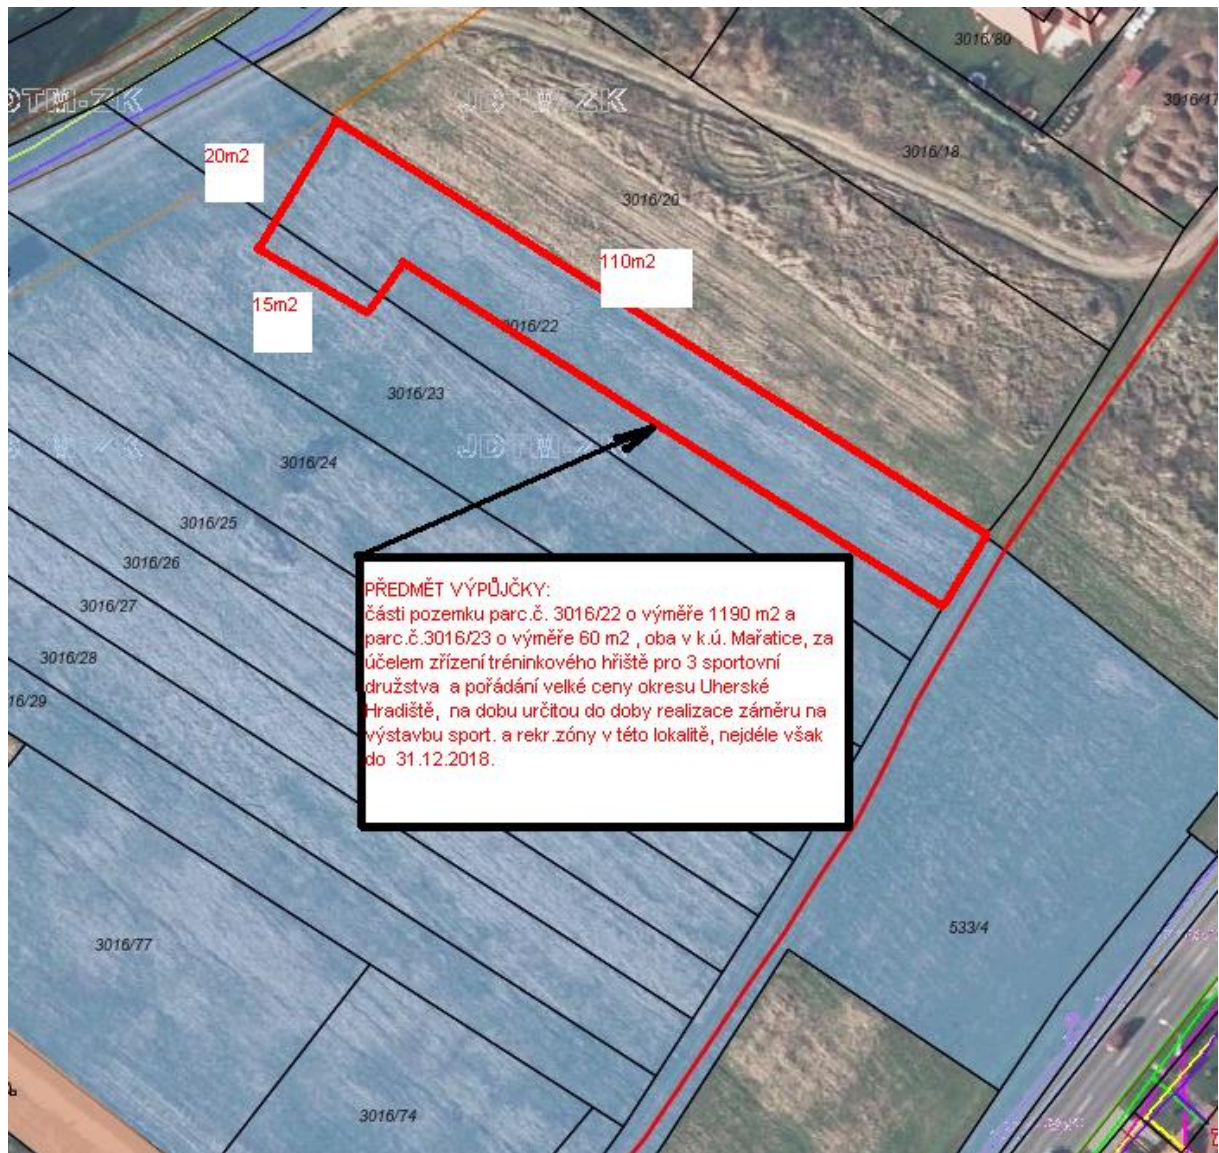 3016/80
JDTM-ZK
JDTM-ZK
3016/17
20m2
3016/18
3016/20
110m2
15m2
3016/22
3016/23
3016/24
3016/25
3016/26
3016/27
3016/28
16/29
PŘEDMĚT VÝPŮJČKY:
části pozemku parc.č. 3016/22 o výměře 1190 m2 a
parc.č.3016/23 o výměře 60 m2 , oba v k.ú. Mařatice, za
účelem zřízení tréninkového hřiště pro 3 sportovní
družstva a pořádání velké ceny okresu Uherské
Hradiště, na dobu určitou do doby realizace záměru na
výstavbu sport. a rekr.zóny v této lokalitě, nejdéle však
do 31.12.2018.
533/4
3016/77
3016/74